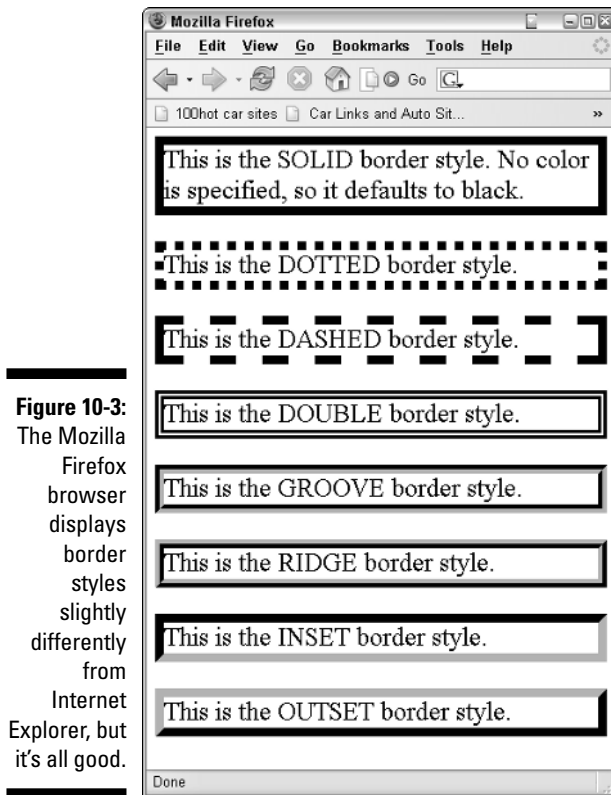 Mozilla Firefox
File Edit View Go Bookmarks Tools Help
Go G
100hot car sites Car Links and Auto Sit... »
This is the SOLID border style. No color
is specified, so it defaults to black.
This is the DOTTED border style.
This is the DASHED border style.
This is the DOUBLE border style.
This is the GROOVE border style.
This is the RIDGE border style.
This is the INSET border style.
This is the OUTSET border style.
Done
Figure 10-3:
The Mozilla
Firefox
browser
displays
border
styles
slightly
differently
from
Internet
Explorer, but
it's all good.